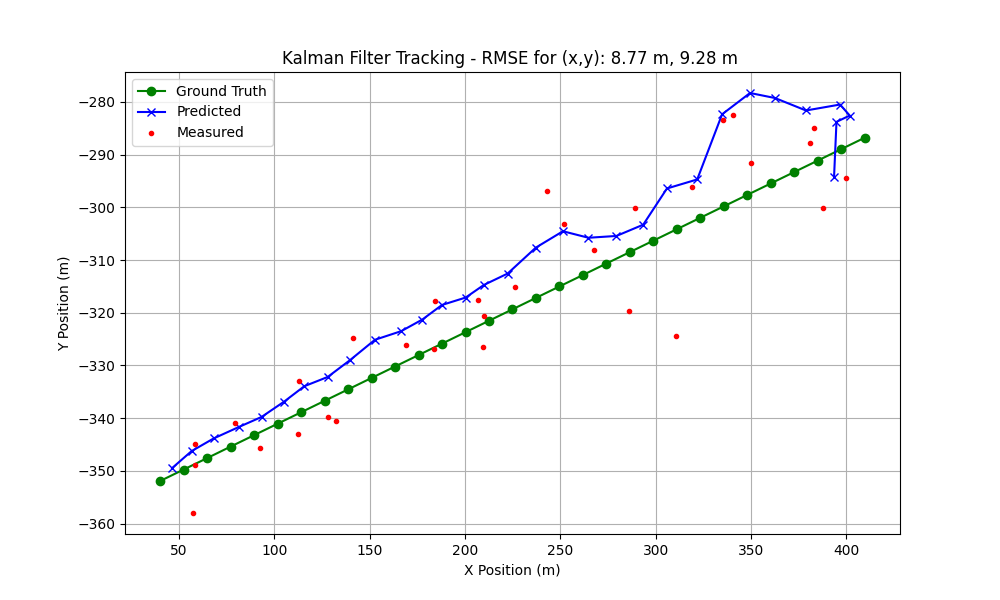 Kalman Filter Tracking - RMSE for (x,y): 8.77 m, 9.28 m
Ground Truth
Predicted
Measured
Y Position (m)
−280
−290
−300
−310
−320
−330
−340
−350
−360
50 100 150 200 250 300 350 400
X Position (m)